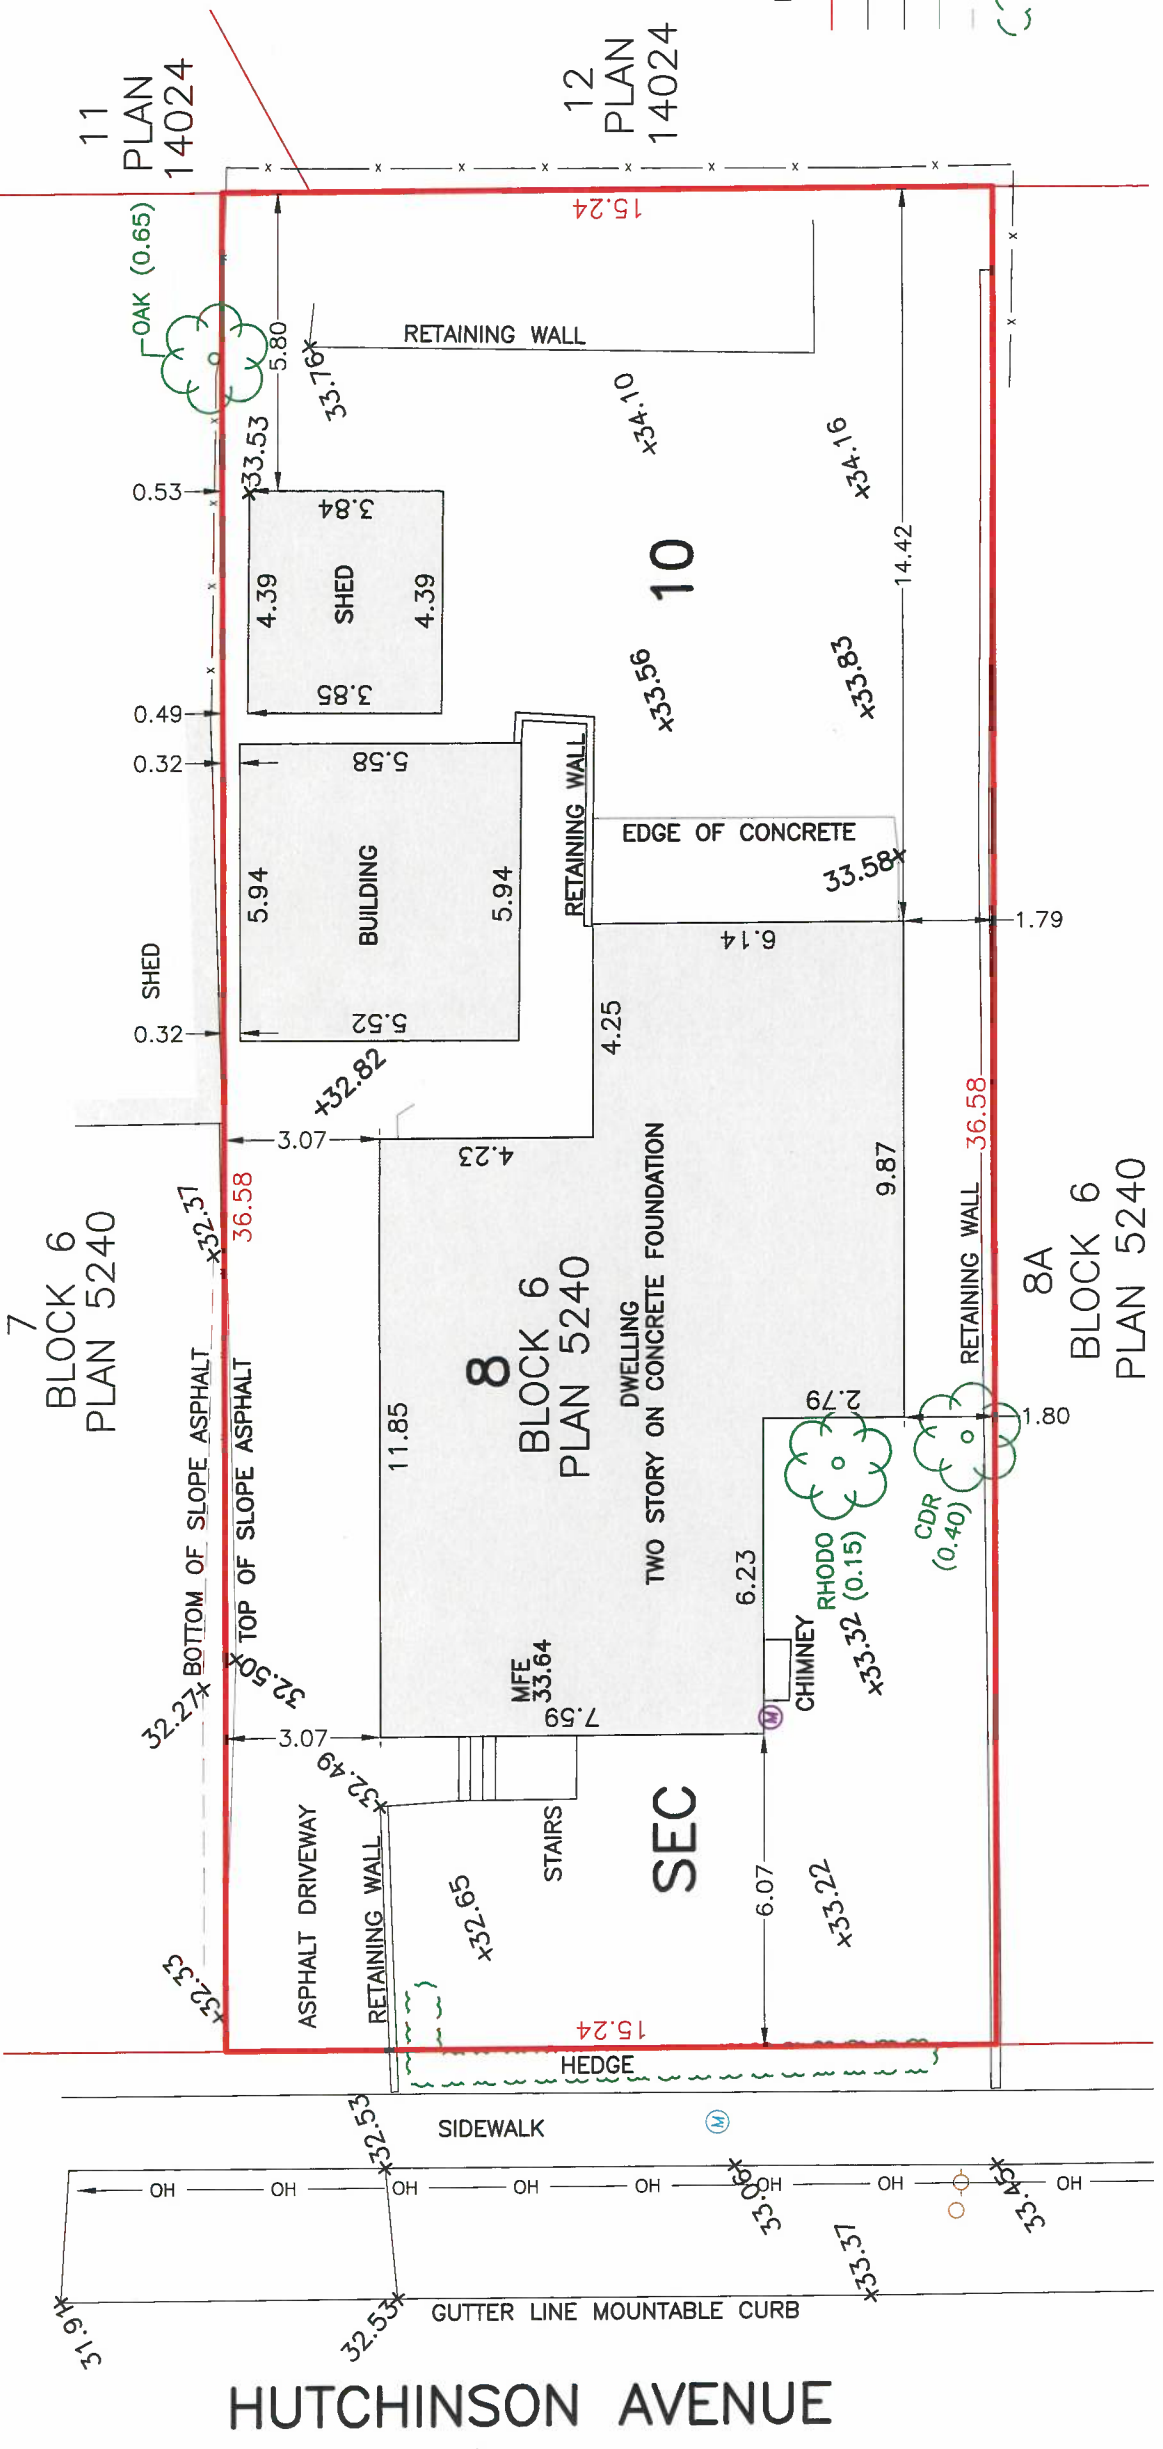 11
PLAN
14024
12
PLAN
14024
OAK (0.65)
15.24
5.80
RETAINING WALL
33.76
+34.10
+34.16
33.53
0.53
3.84
4.39
SHED
4.39
3.85
10
14.42
0.49
0.32
5.58
+33.56
+33.83
RETAINING WALL
EDGE OF CONCRETE
33.58
5.94
BUILDING
5.94
SHED
6.14
1.79
0.32
5.52
4.25
+32.82
3.07
4.23
36.58
36.58
7
BLOCK 6
PLAN 5240
32.37
9.87
RETAINING WALL
8A
BLOCK 6
PLAN 5240
BOTTOM OF SLOPE ASPHALT
TOP OF SLOPE ASPHALT
11.85
8
BLOCK 6
PLAN 5240
DWELLING
TWO STORY ON CONCRETE FOUNDATION
2.79
1.80
RHODO
(0.15)
CDR
(0.40)
6.23
32.27
32.50
MFE
33.64
CHIMNEY
+33.32
7.59
M
3.07
32.49
ASPHALT DRIVEWAY
RETAINING WALL
STAIRS
SEC
+32.65
6.07
+33.22
32.33
15.24
HEDGE
SIDEWALK
M
32.53
33.06
33.45
OH
OH
OH
OH
OH
OH
OH
OH
31.91
32.53
33.37
GUTTER LINE MOUNTABLE CURB
HUTCHINSON AVENUE